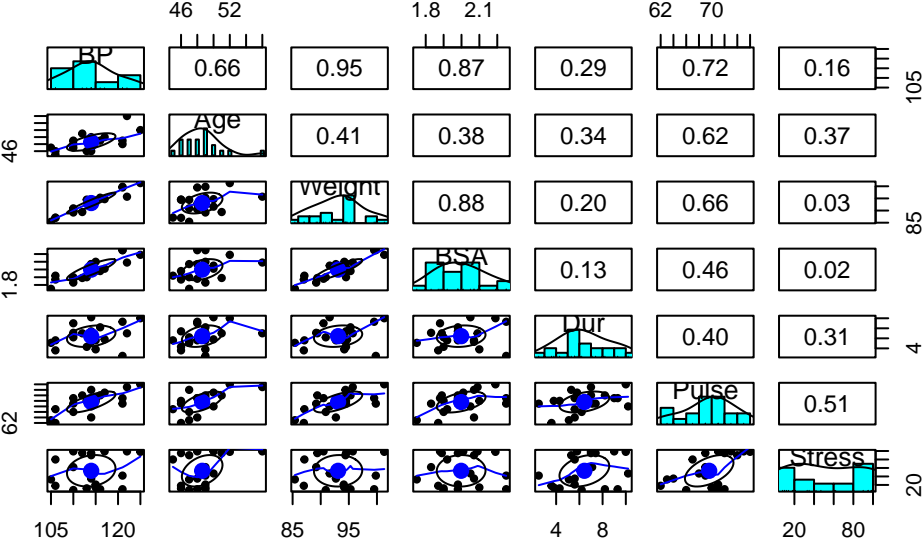 46 52 1.8 2.1 62 70
BP 0.66 0.95 0.87 0.29 0.72 0.16
105
46
Age 0.41 0.38 0.34 0.62 0.37
Weight 0.88 0.20 0.66 0.03
85
1.8
BSA 0.13 0.46 0.02
Dur 0.40 0.31
4
62
Pulse 0.51
Stress
20
105 120 85 95 4 8 20 80